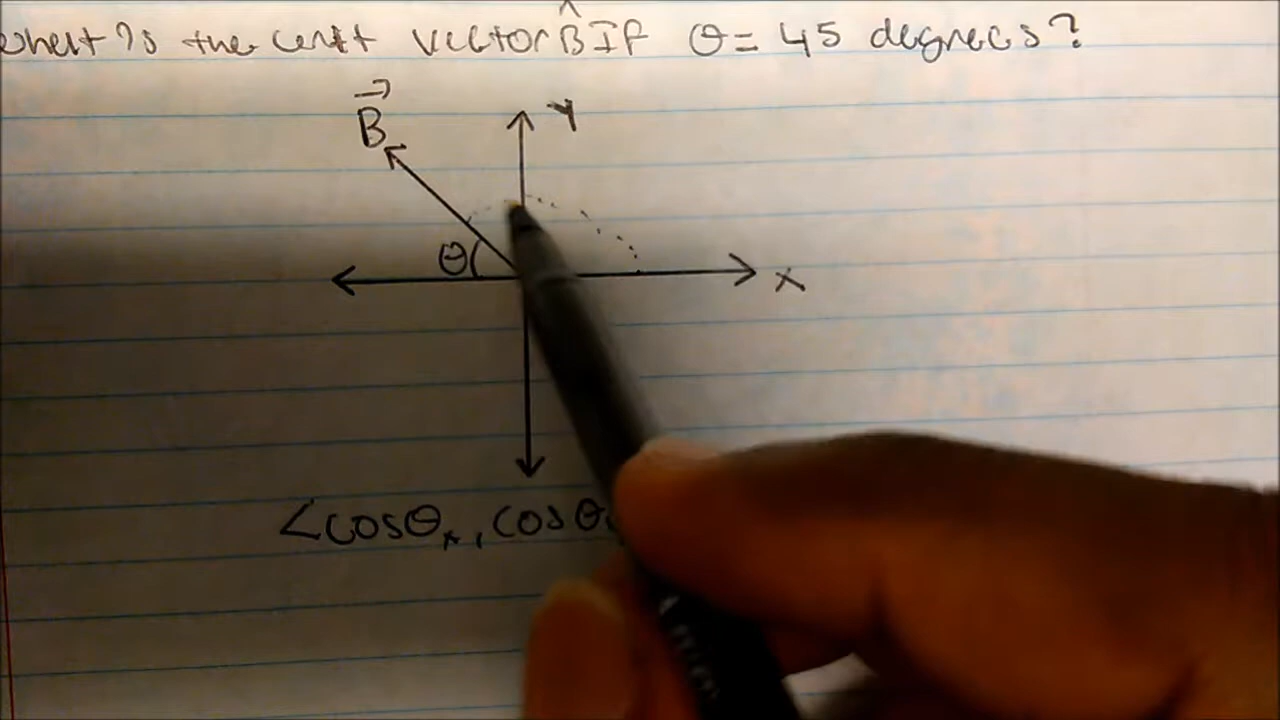 what is the unit vector B̂ If θ = 45 degrees?
B⃗
Y
θ
X
<cosθₓ, cosθ